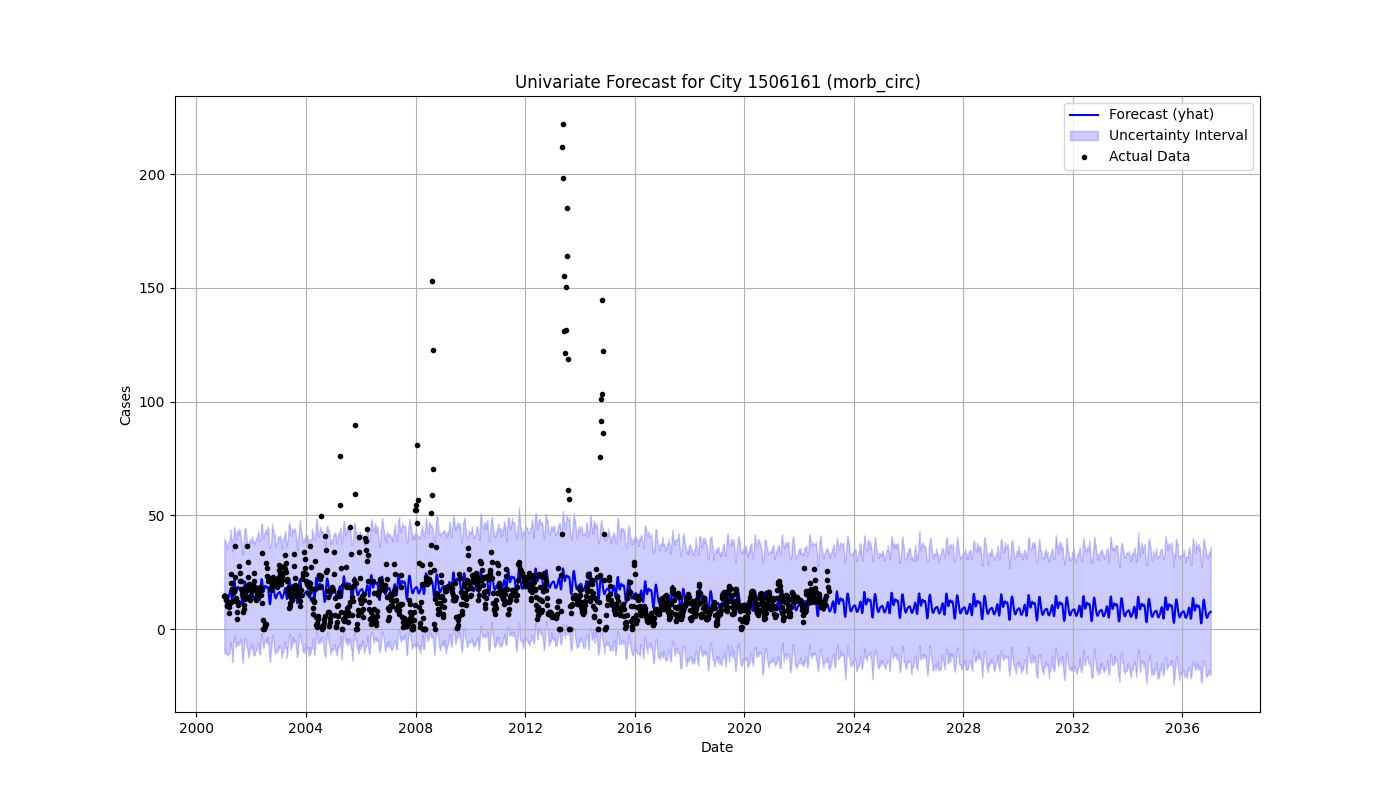 Univariate Forecast for City 1506161 (morb_circ)
Forecast (yhat)
Uncertainty Interval
Actual Data
Cases
200
150
100
50
0
2000 2004 2008 2012 2016 2020 2024 2028 2032 2036
Date